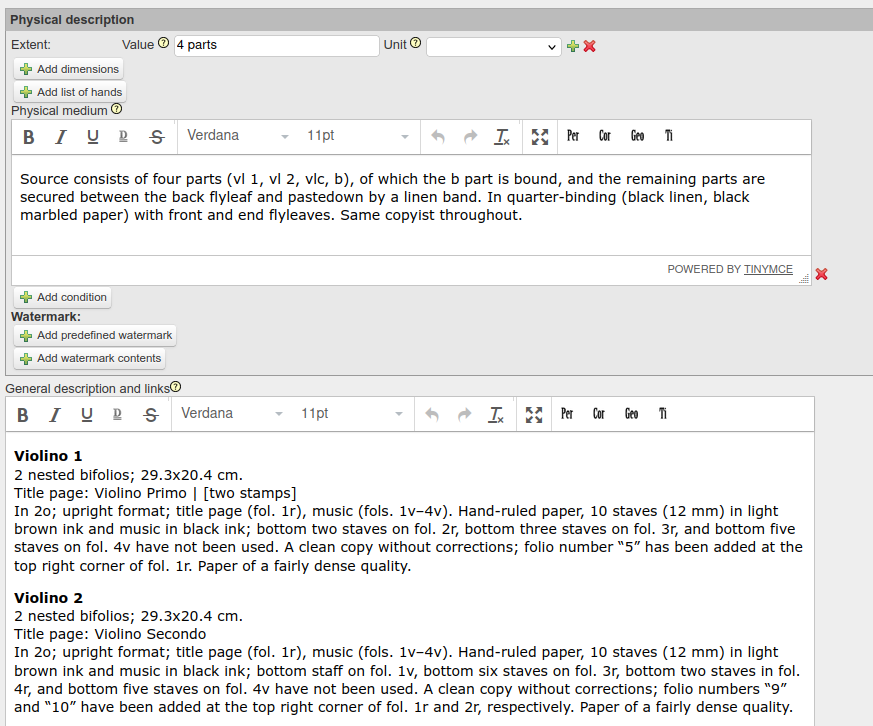 Physical description
Extent: Value ? 4 parts Unit ?
Add dimensions
Add list of hands
Physical medium ?
B I U D S Verdana 11pt Tx Per Cor Geo Ti
Source consists of four parts (vl 1, vl 2, vlc, b), of which the b part is bound, and the remaining parts are
secured between the back flyleaf and pastedown by a linen band. In quarter-binding (black linen, black
marbled paper) with front and end flyleaves. Same copyist throughout.
POWERED BY TINYMCE
Add condition
Watermark:
Add predefined watermark
Add watermark contents
General description and links ?
B I U D S Verdana 11pt Tx Per Cor Geo Ti
Violino 1
2 nested bifolios; 29.3x20.4 cm.
Title page: Violino Primo | [two stamps]
In 2o; upright format; title page (fol. 1r), music (fols. 1v–4v). Hand-ruled paper, 10 staves (12 mm) in light
brown ink and music in black ink; bottom two staves on fol. 2r, bottom three staves on fol. 3r, and bottom five
staves on fol. 4v have not been used. A clean copy without corrections; folio number “5” has been added at the
top right corner of fol. 1r. Paper of a fairly dense quality.
Violino 2
2 nested bifolios; 29.3x20.4 cm.
Title page: Violino Secondo
In 2o; upright format; title page (fol. 1r), music (fols. 1v–4v). Hand-ruled paper, 10 staves (12 mm) in light
brown ink and music in black ink; bottom staff on fol. 1v, bottom six staves on fol. 3r, bottom two staves in fol.
4r, and bottom five staves on fol. 4v have not been used. A clean copy without corrections; folio numbers “9”
and “10” have been added at the top right corner of fol. 1r and 2r, respectively. Paper of a fairly dense quality.